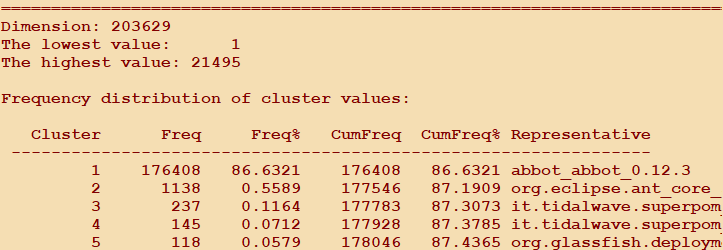 Dimension: 203629
The lowest value: 1
The highest value: 21495
Frequency distribution of cluster values:
Cluster Freq Freq% CumFreq CumFreq% Representative
1 176408 86.6321 176408 86.6321 abbot_abbot_0.12.3
2 1138 0.5589 177546 87.1909 org.eclipse.ant_core_
3 237 0.1164 177783 87.3073 it.tidalwave.superpom
4 145 0.0712 177928 87.3785 it.tidalwave.superpom
5 118 0.0579 178046 87.4365 org.glassfish.deploym